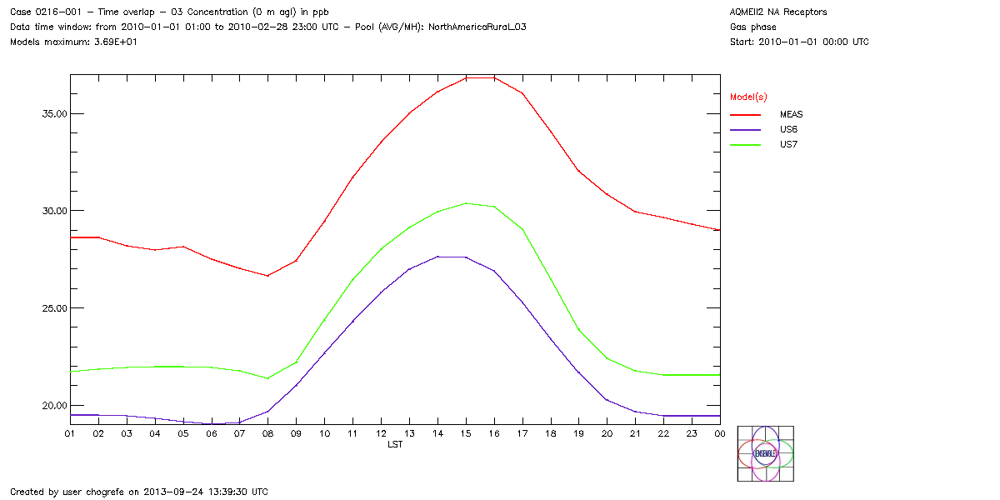 Case 0216-001 - Time overlap - O3 Concentration (0 m agl) in ppb
Data time window: from 2010-01-01 01:00 to 2010-02-28 23:00 UTC - Pool (AVG/MH): NorthAmericaRural_O3
Models maximum: 3.69E+01
AQMEII2 NA Receptors
Gas phase
Start: 2010-01-01 00:00 UTC
Model(s)
MEAS
US6
US7
35.00
30.00
25.00
20.00
01 02 03 04 05 06 07 08 09 10 11 12 13 14 15 16 17 18 19 20 21 22 23 00
LST
ENSEMBLE
Created by user chogrefe on 2013-09-24 13:39:30 UTC